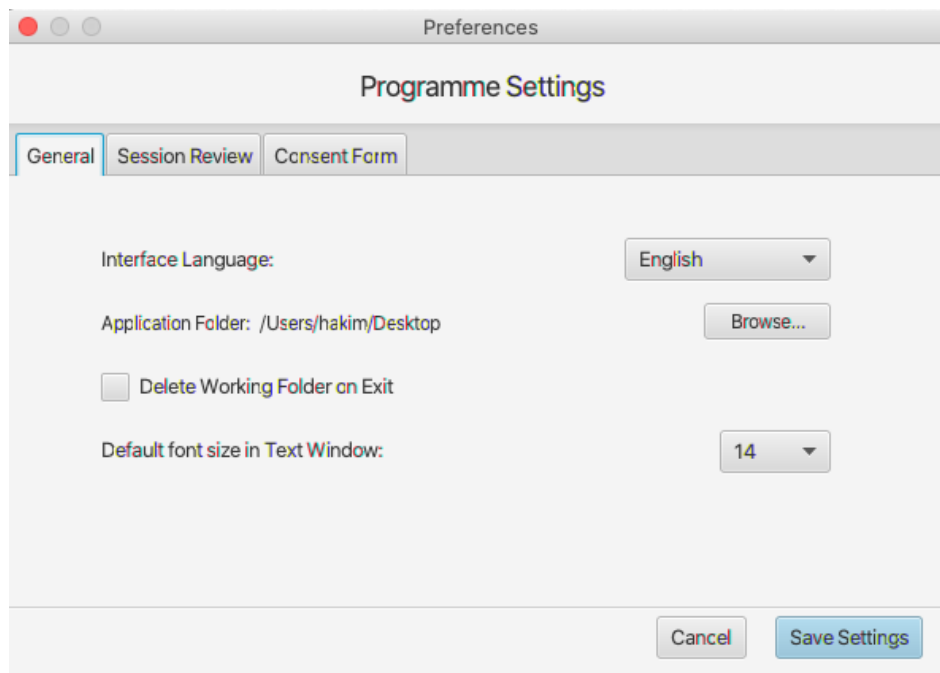 Preferences
Programme Settings
General Session Review Consent Form
Interface Language: English
Application Folder: /Users/hakim/Desktop Browse...
Delete Working Folder on Exit
Default font size in Text Window: 14
Cancel Save Settings